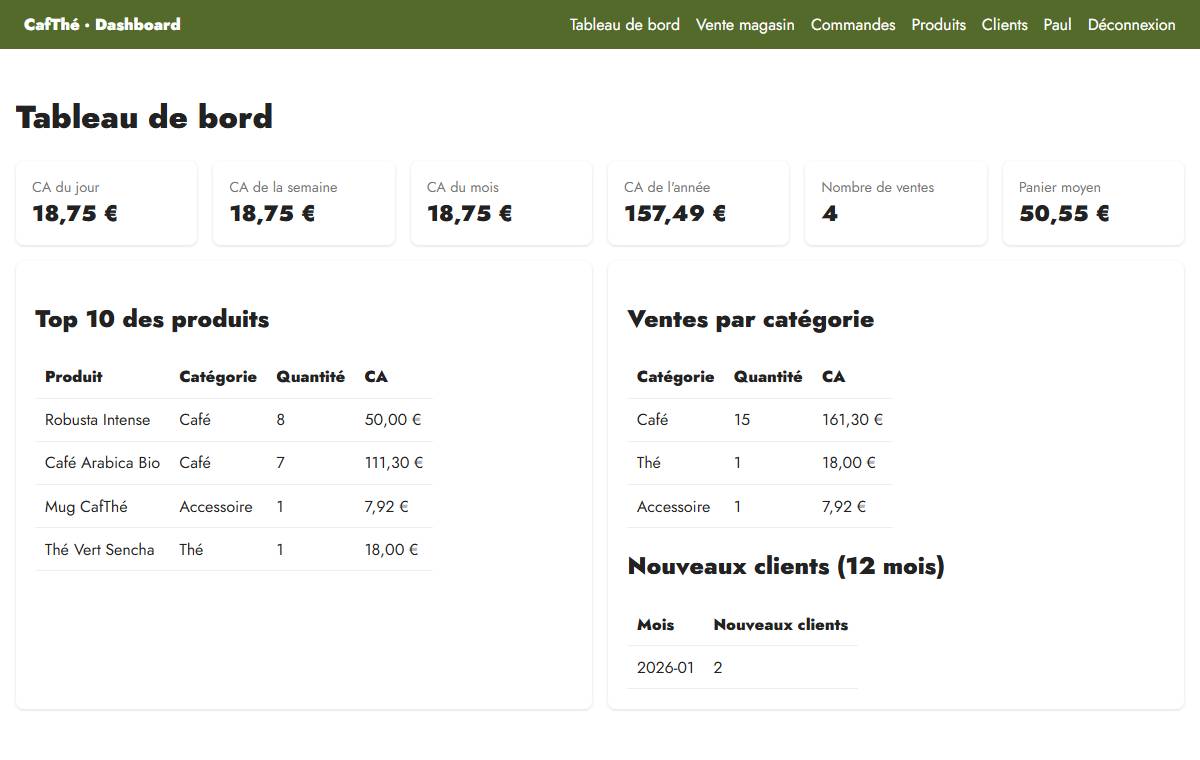 CafThé • Dashboard
Tableau de bord Vente magasin Commandes Produits Clients Paul Déconnexion
Tableau de bord
CA du jour
18,75 €
CA de la semaine
18,75 €
CA du mois
18,75 €
CA de l'année
157,49 €
Nombre de ventes
4
Panier moyen
50,55 €
Top 10 des produits
Produit Catégorie Quantité CA
Robusta Intense Café 8 50,00 €
Café Arabica Bio Café 7 111,30 €
Mug CafThé Accessoire 1 7,92 €
Thé Vert Sencha Thé 1 18,00 €
Ventes par catégorie
Catégorie Quantité CA
Café 15 161,30 €
Thé 1 18,00 €
Accessoire 1 7,92 €
Nouveaux clients (12 mois)
Mois Nouveaux clients
2026-01 2